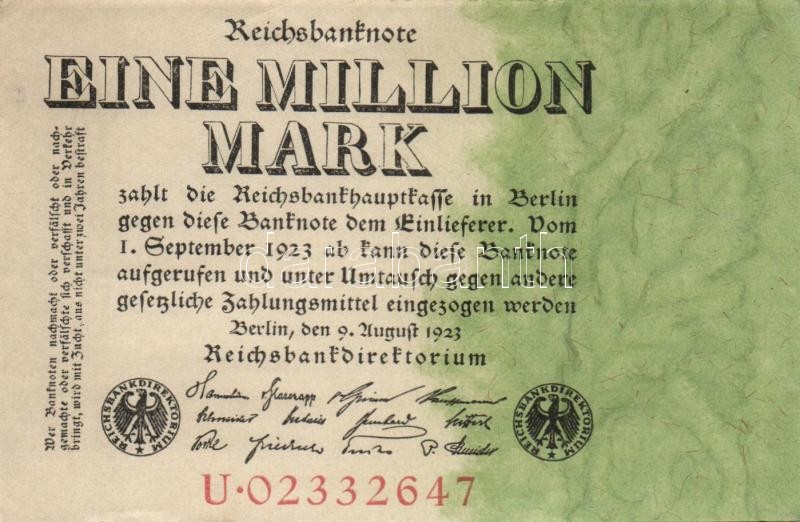 Reichsbanknote
EINE MILLION
MARK
zahlt die Reichsbankhauptkasse in Berlin
gegen diese Banknote dem Einlieferer. Vom
1. September 1923 ab kann diese Banknote
aufgerufen und unter Umtausch gegen andere
gesetzliche Zahlungsmittel eingezogen werden
Berlin, den 9. August 1923
Reichsbankdirektorium
Wer Banknoten nachmacht oder verfälscht oder nach-
gemachte oder verfälschte sich verschafft und in Verkehr
bringt, wird mit Zucht, aus nicht unter zwei Jahren bestraft
REICHSBANKDIREKTORIUM
REICHSBANKDIREKTORIUM
U·02332647
darabanth